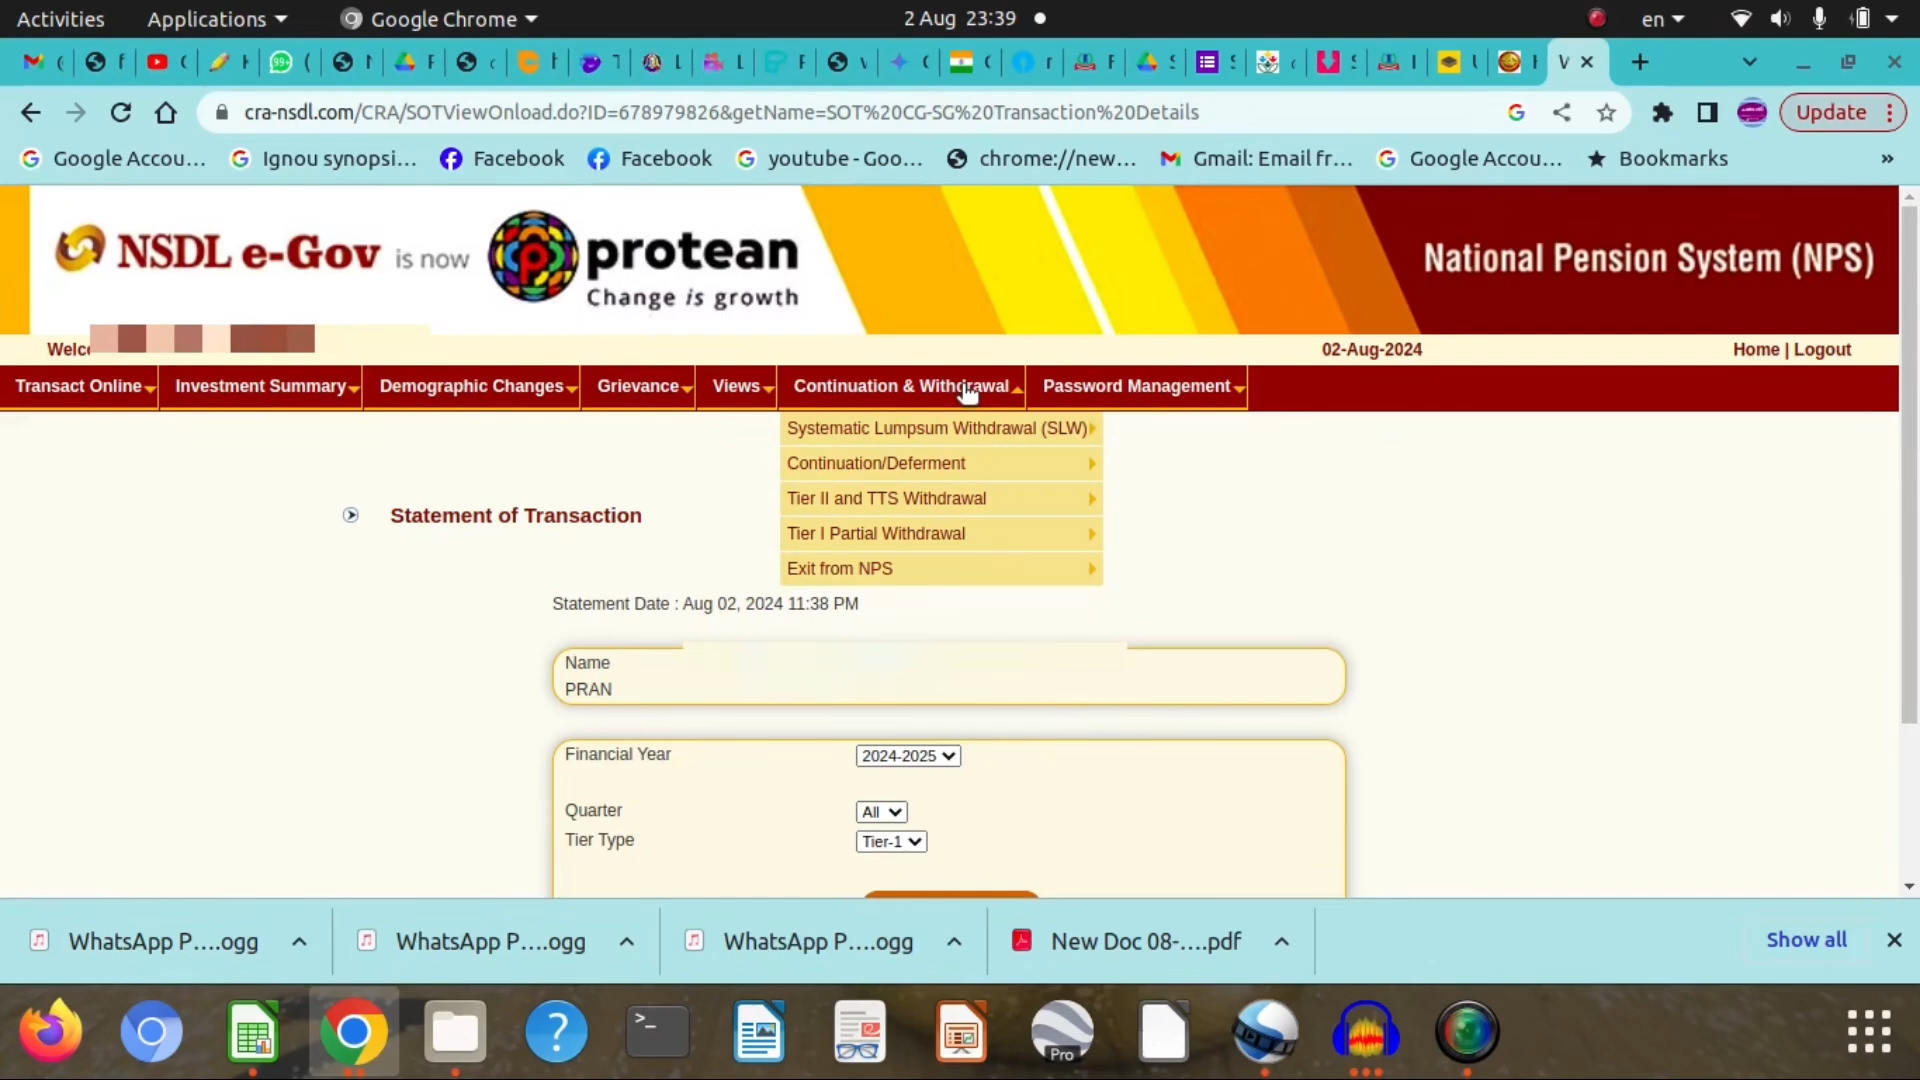 Activities Applications Google Chrome 2 Aug 23:39 en
cra-nsdl.com/CRA/SOTViewOnload.do?ID=678979826&getName=SOT%20CG-SG%20Transaction%20Details Update
Google Accou... Ignou synopsi... Facebook Facebook youtube - Goo... chrome://new... Gmail: Email fr... Google Accou... Bookmarks »
NSDL e-Gov is now protean
Change is growth
National Pension System (NPS)
Welc 02-Aug-2024 Home | Logout
Transact Online Investment Summary Demographic Changes Grievance Views Continuation & Withdrawal Password Management
Systematic Lumpsum Withdrawal (SLW)
Continuation/Deferment
Tier II and TTS Withdrawal
Statement of Transaction
Tier I Partial Withdrawal
Exit from NPS
Statement Date : Aug 02, 2024 11:38 PM
Name
PRAN
Financial Year 2024-2025
Quarter All
Tier Type Tier-1
WhatsApp P....ogg WhatsApp P....ogg WhatsApp P....ogg New Doc 08-....pdf Show all
Pro